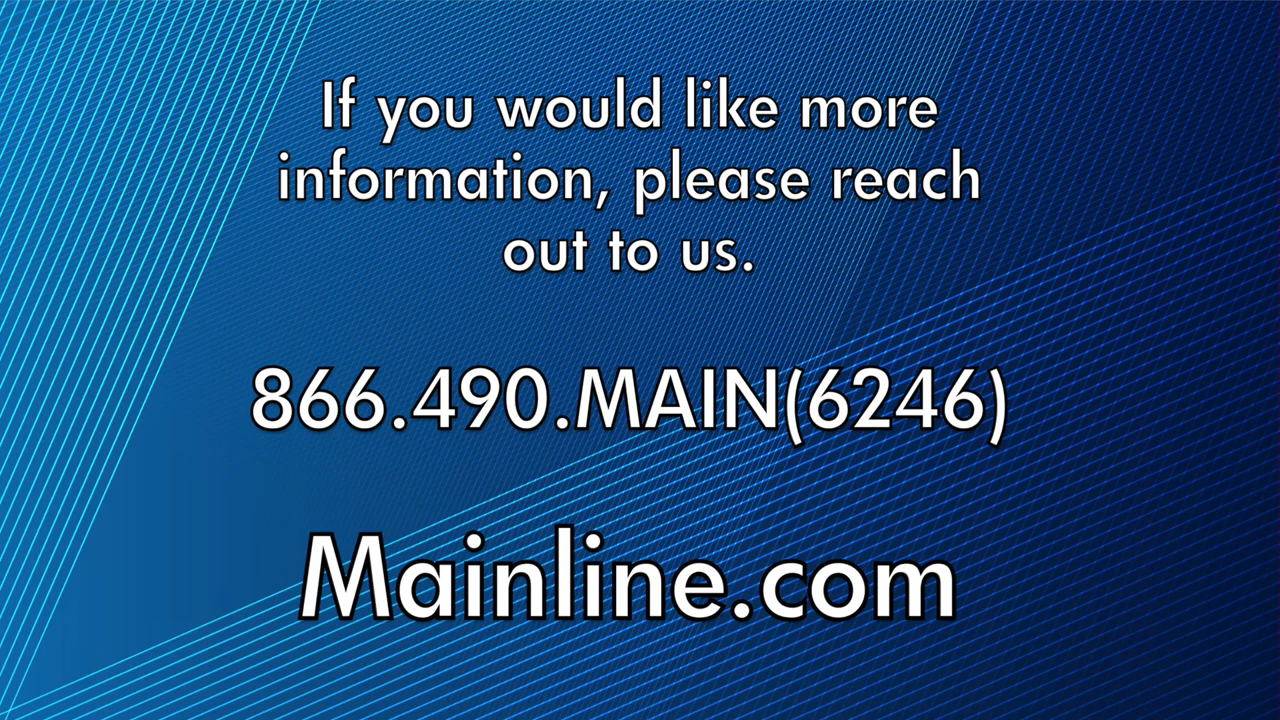 If you would like more
information, please reach
out to us.
866.490.MAIN(6246)
Mainline.com